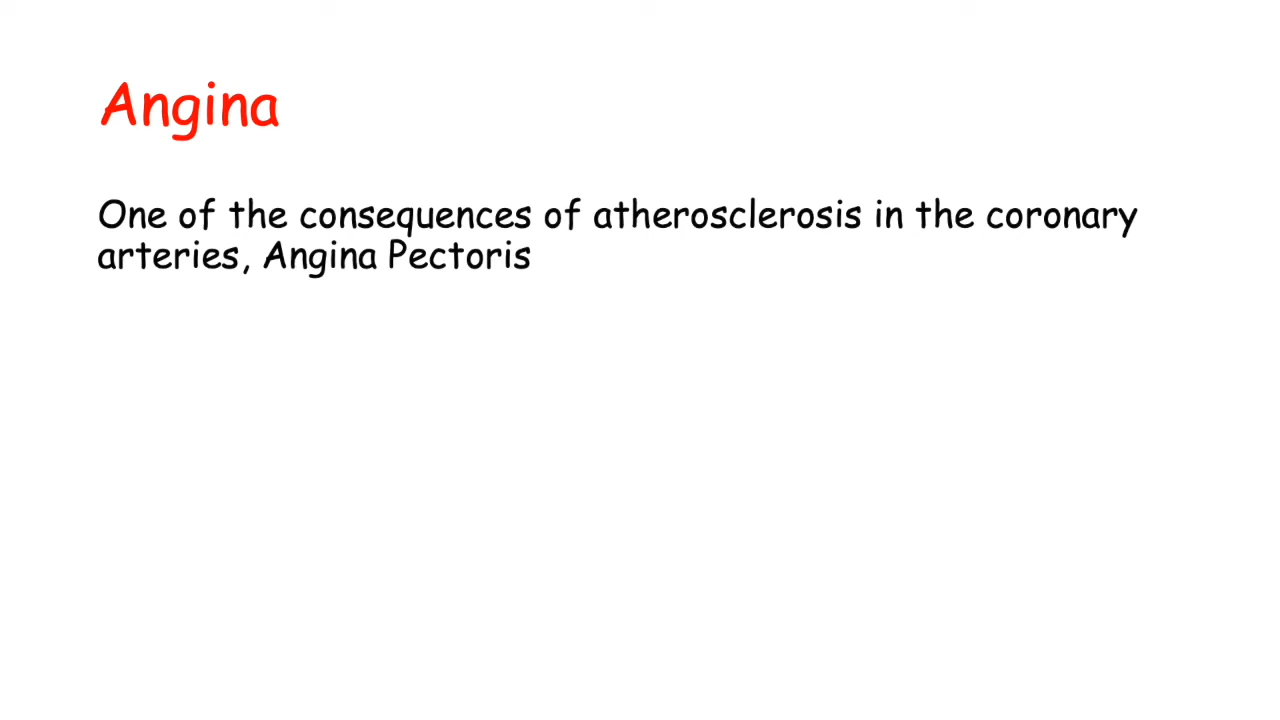 Angina
One of the consequences of atherosclerosis in the coronary
arteries, Angina Pectoris